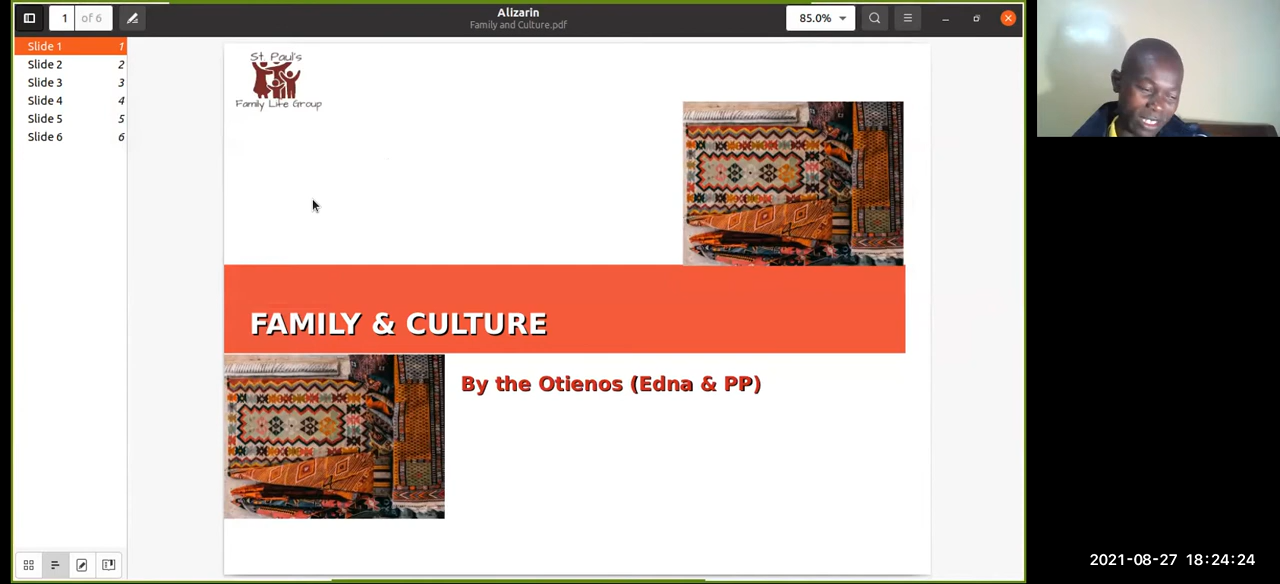 1 of 6
Alizarin
Family and Culture.pdf
85.0%
Slide 1 1
Slide 2 2
Slide 3 3
Slide 4 4
Slide 5 5
Slide 6 6
St. Paul's
Family Life Group
FAMILY & CULTURE
By the Otienos (Edna & PP)
2021-08-27 18:24:24